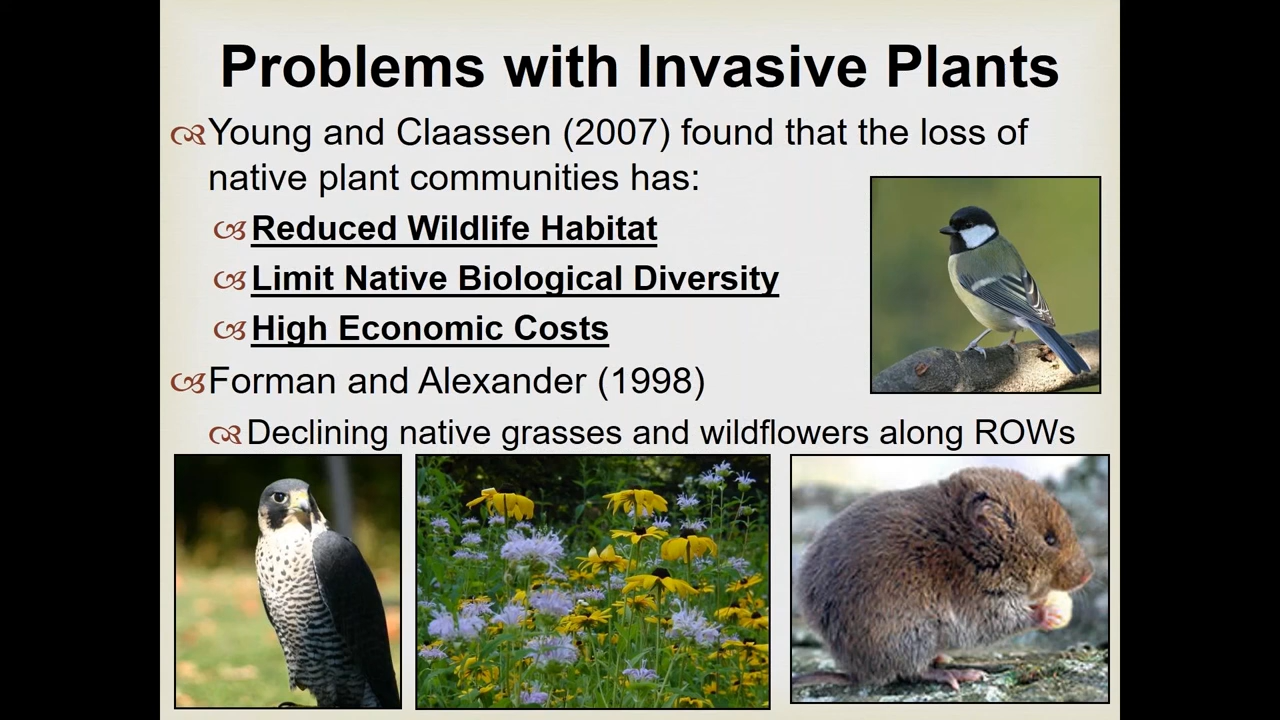 Problems with Invasive Plants
Young and Claassen (2007) found that the loss of
native plant communities has:
Reduced Wildlife Habitat
Limit Native Biological Diversity
High Economic Costs
Forman and Alexander (1998)
Declining native grasses and wildflowers along ROWs